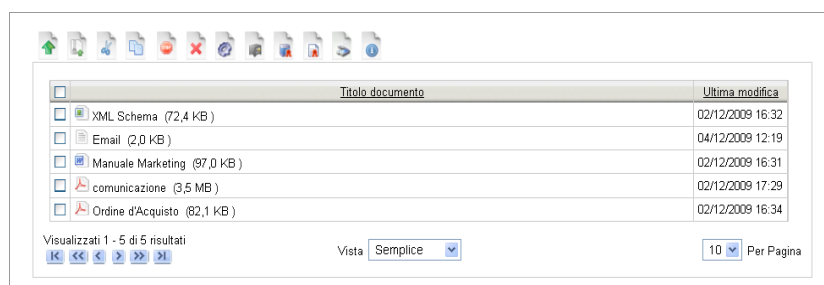 Titolo documento Ultima modifica
XML Schema (72,4 KB ) 02/12/2009 16:32
Email (2,0 KB ) 04/12/2009 12:19
Manuale Marketing (97,0 KB ) 02/12/2009 16:31
comunicazione (3,5 MB ) 02/12/2009 17:29
Ordine d'Acquisto (82,1 KB ) 02/12/2009 16:34
Visualizzati 1 - 5 di 5 risultati
Vista Semplice 10 Per Pagina